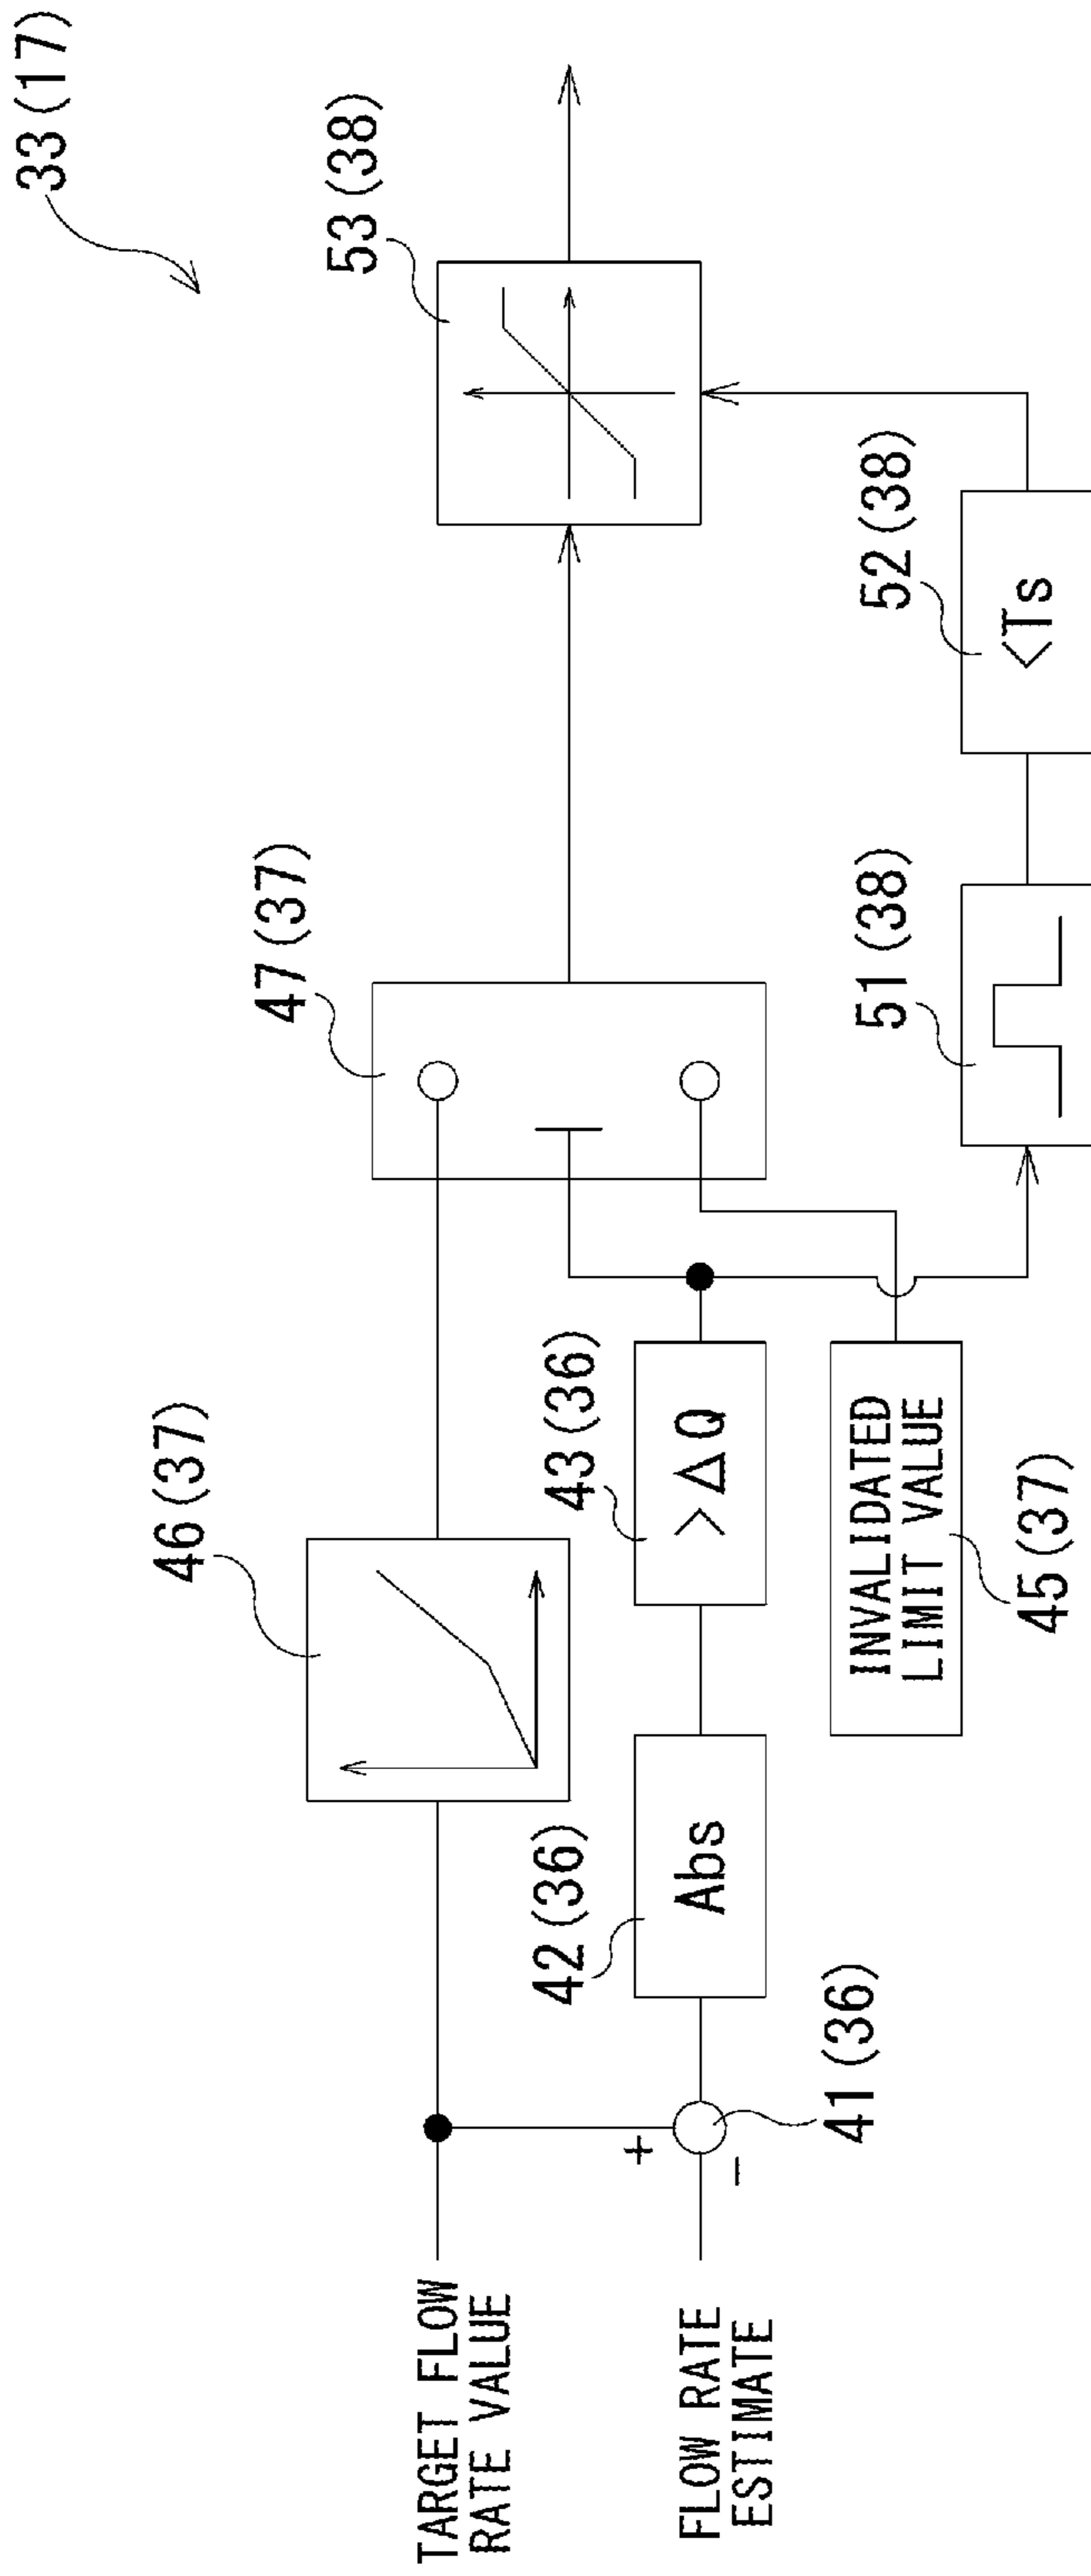 33(17)
46(37)
47(37)
53(38)
TARGET FLOW
RATE VALUE
42(36)
43(36)
+
−
Abs
>ΔQ
FLOW RATE
ESTIMATE
41(36)
INVALIDATED
LIMIT VALUE
45(37)
51(38)
52(38)
<Ts